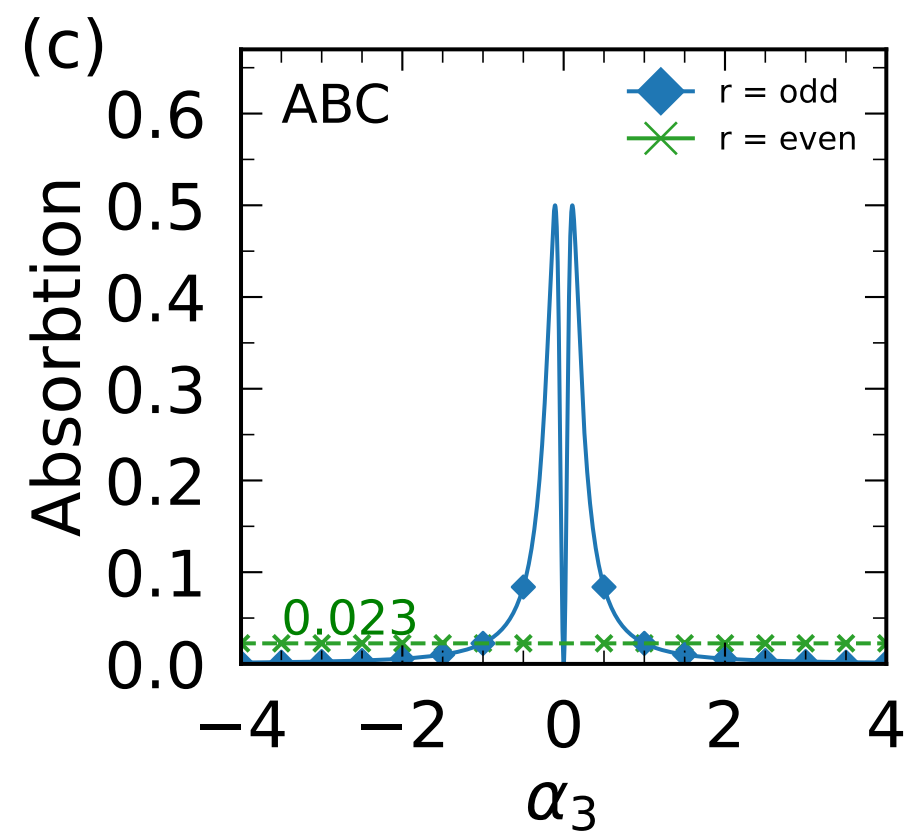 (c)
ABC
r = odd
r = even
Absorbtion
0.6
0.5
0.4
0.3
0.2
0.1
0.0
0.023
−4 −2 0 2 4
α₃